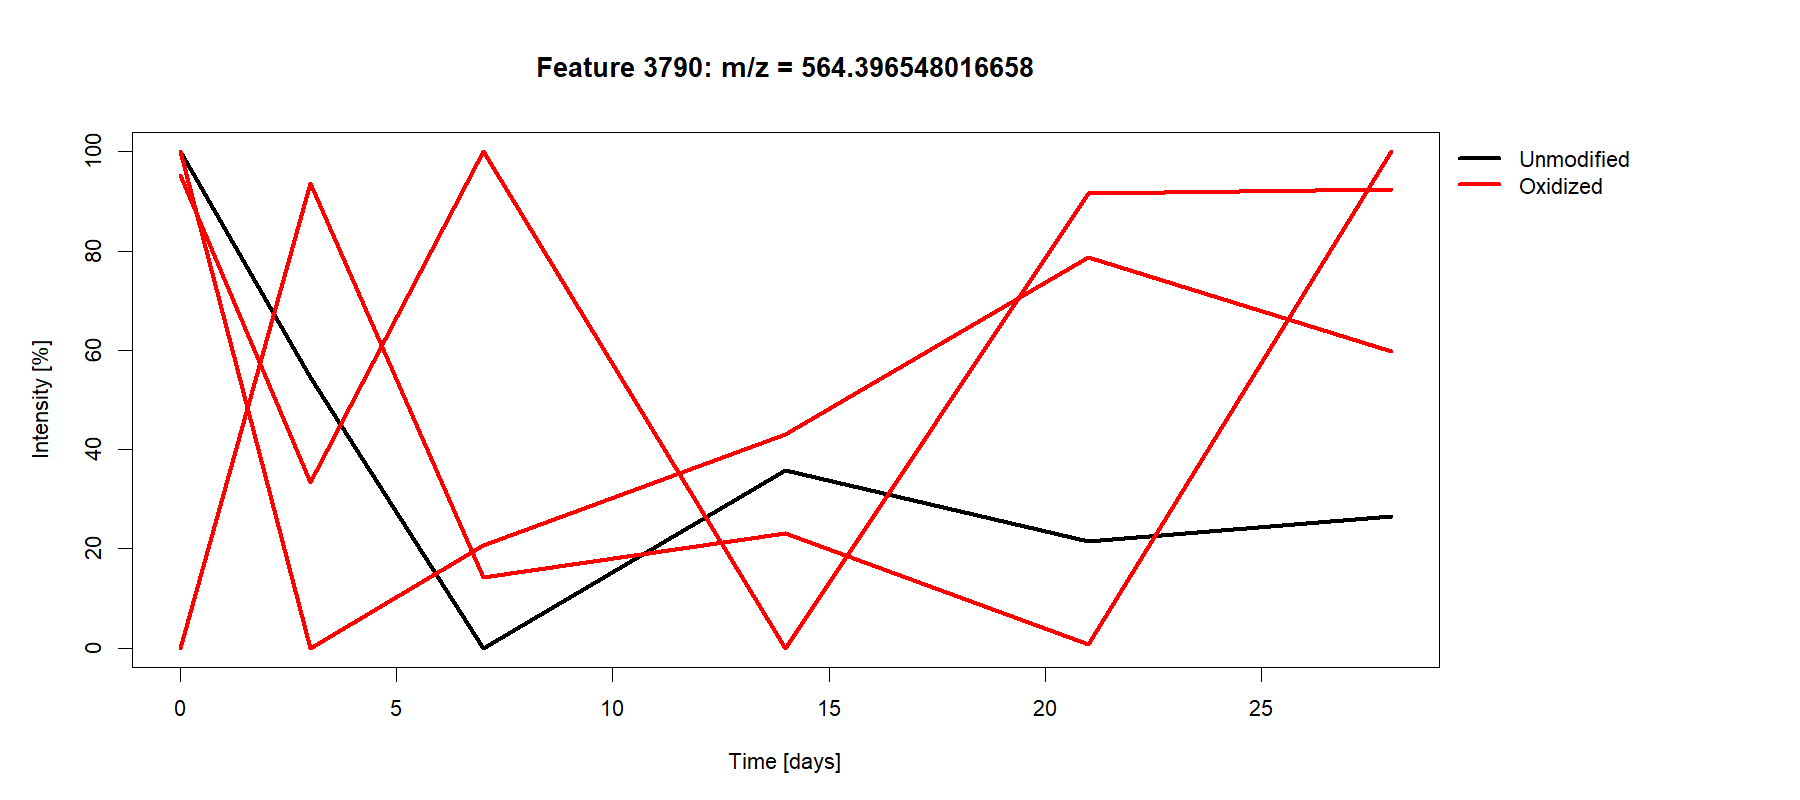 Feature 3790: m/z = 564.396548016658
Unmodified
Oxidized
Intensity [%]
100
80
60
40
20
0
0 5 10 15 20 25
Time [days]